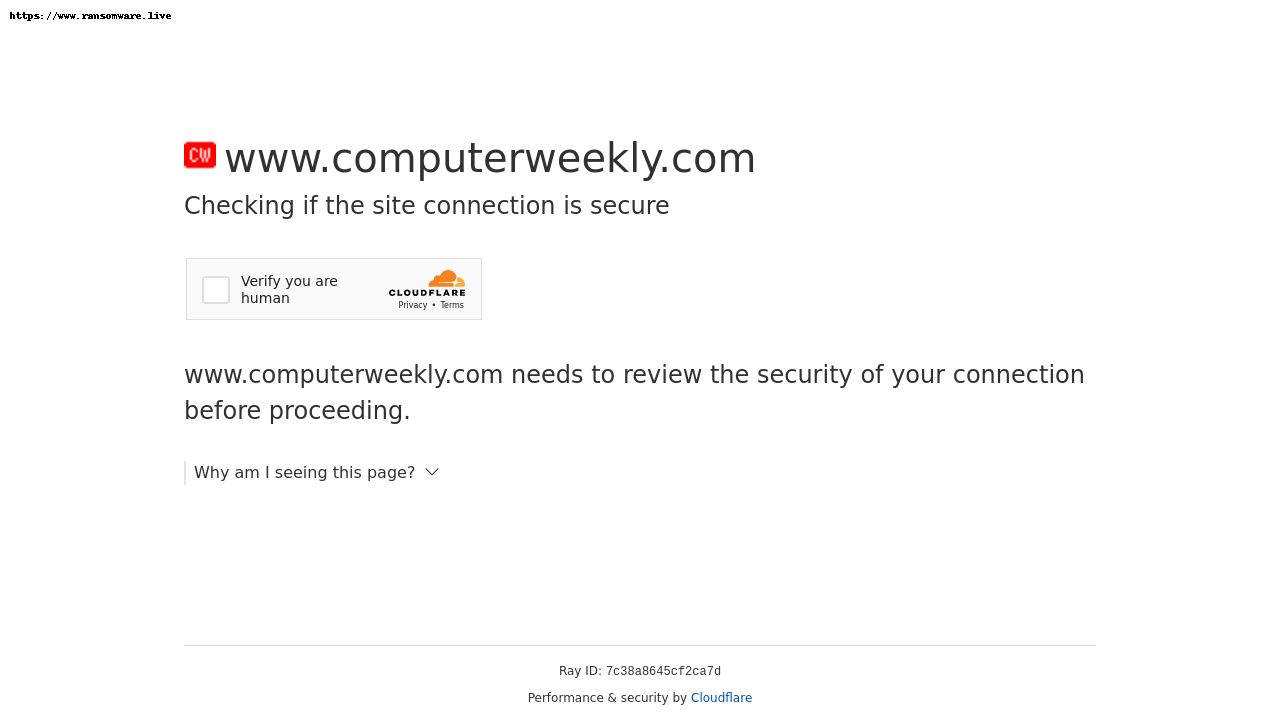 https://www.ransomware.live
CW www.computerweekly.com
Checking if the site connection is secure
Verify you are
human
CLOUDFLARE
Privacy • Terms
www.computerweekly.com needs to review the security of your connection
before proceeding.
Why am I seeing this page?
Ray ID: 7c38a8645cf2ca7d
Performance & security by Cloudflare